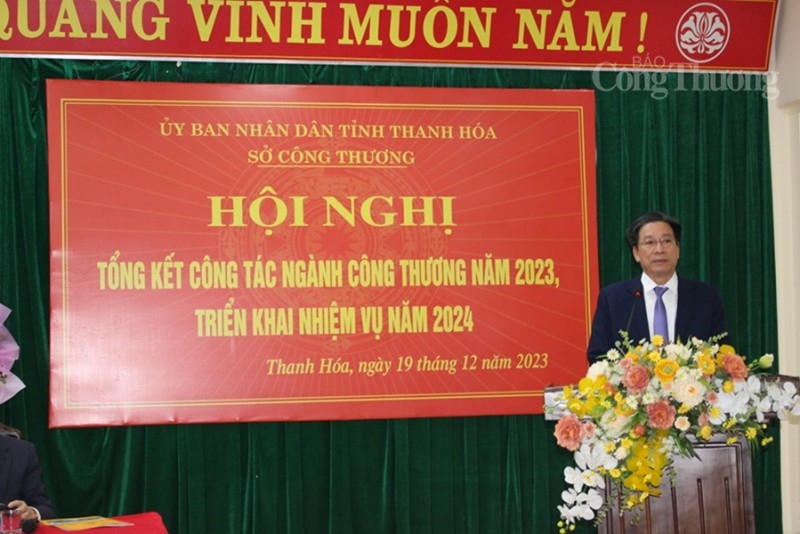 QUANG VINH MUÔN NĂM !
BÁO
Công Thương
ỦY BAN NHÂN DÂN TỈNH THANH HÓA
SỞ CÔNG THƯƠNG
HỘI NGHỊ
TỔNG KẾT CÔNG TÁC NGÀNH CÔNG THƯƠNG NĂM 2023,
TRIỂN KHAI NHIỆM VỤ NĂM 2024
Thanh Hóa, ngày 19 tháng 12 năm 2023